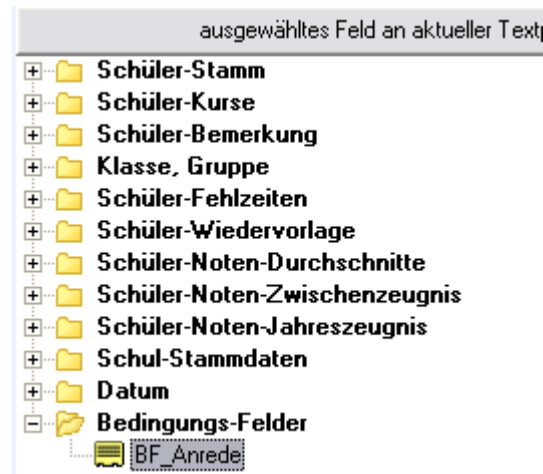 ausgewähltes Feld an aktueller
Schüler-Stamm
Schüler-Kurse
Schüler-Bemerkung
Klasse, Gruppe
Schüler-Fehlzeiten
Schüler-Wiedervorlage
Schüler-Noten-Durchschnitte
Schüler-Noten-Zwischenzeugnis
Schüler-Noten-Jahreszeugnis
Schul-Stammdaten
Datum
Bedingungs-Felder
BF_Anrede